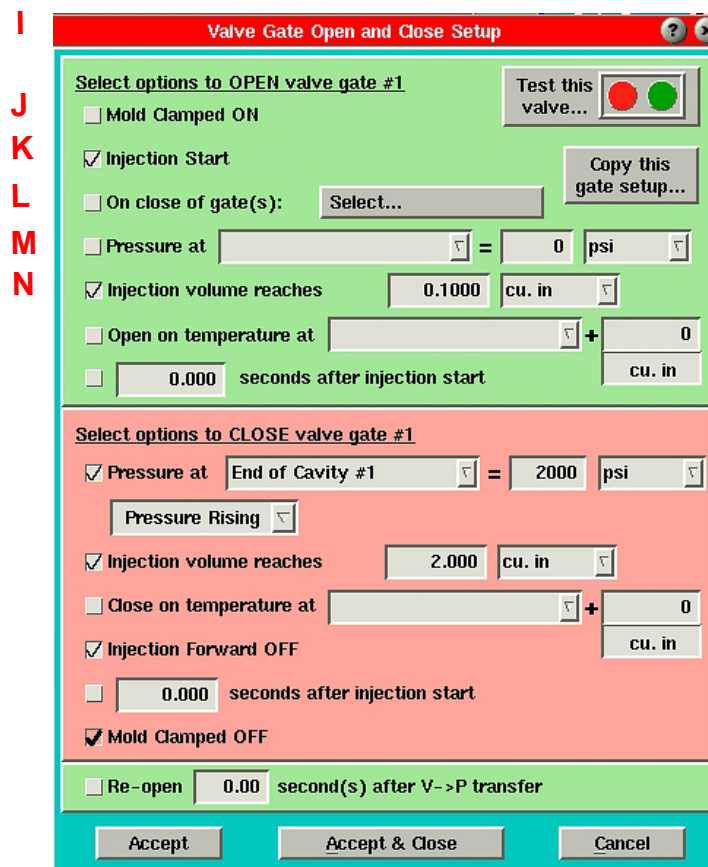 I
Valve Gate Open and Close Setup ? x
Select options to OPEN valve gate #1
Test this
valve...
J
Mold Clamped ON
K
Injection Start
Copy this
gate setup...
L
On close of gate(s): Select...
M
Pressure at = 0 psi
N
Injection volume reaches 0.1000 cu. in
Open on temperature at + 0
cu. in
0.000 seconds after injection start
Select options to CLOSE valve gate #1
Pressure at End of Cavity #1 = 2000 psi
Pressure Rising
Injection volume reaches 2.000 cu. in
Close on temperature at + 0
cu. in
Injection Forward OFF
0.000 seconds after injection start
Mold Clamped OFF
Re-open 0.00 second(s) after V->P transfer
Accept Accept & Close Cancel